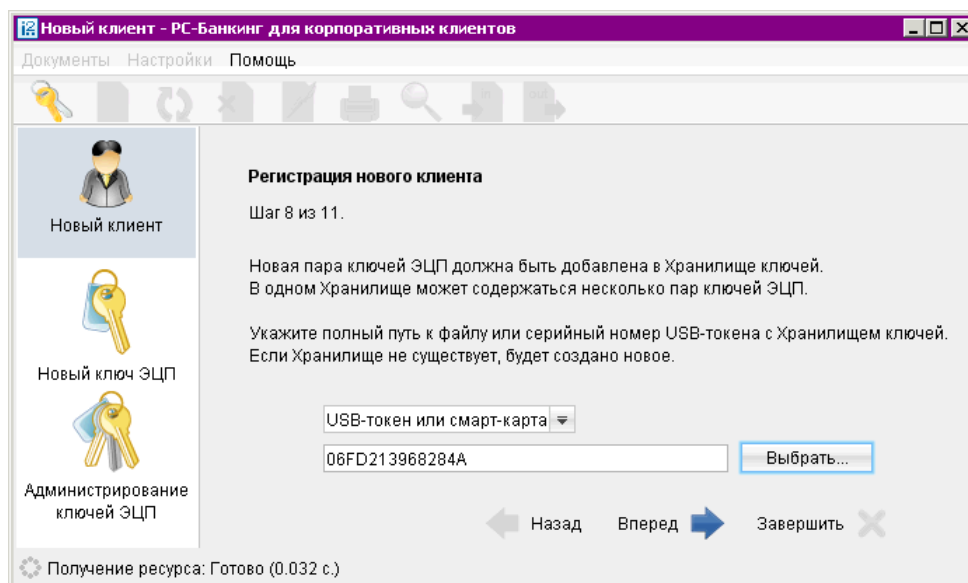 Новый клиент - РС-Банкинг для корпоративных клиентов
Документы Настройки Помощь
in out
Новый клиент
Новый ключ ЭЦП
Администрирование
ключей ЭЦП
Регистрация нового клиента
Шаг 8 из 11.
Новая пара ключей ЭЦП должна быть добавлена в Хранилище ключей.
В одном Хранилище может содержаться несколько пар ключей ЭЦП.
Укажите полный путь к файлу или серийный номер USB-токена с Хранилищем ключей.
Если Хранилище не существует, будет создано новое.
USB-токен или смарт-карта
06FD213968284A
Выбрать...
Назад Вперед Завершить
Получение ресурса: Готово (0.032 с.)